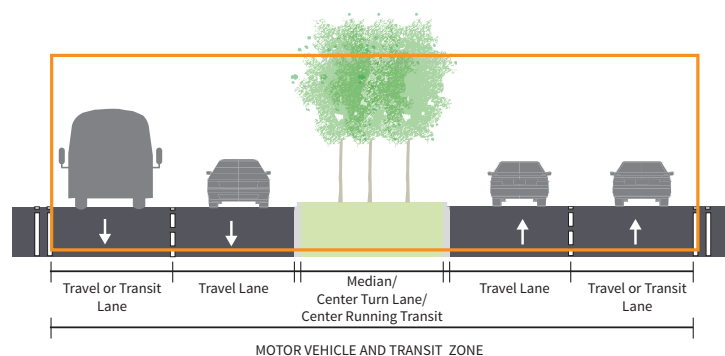 Travel or Transit
Lane
Travel Lane
Median/
Center Turn Lane/
Center Running Transit
Travel Lane
Travel or Transit
Lane
MOTOR VEHICLE AND TRANSIT ZONE